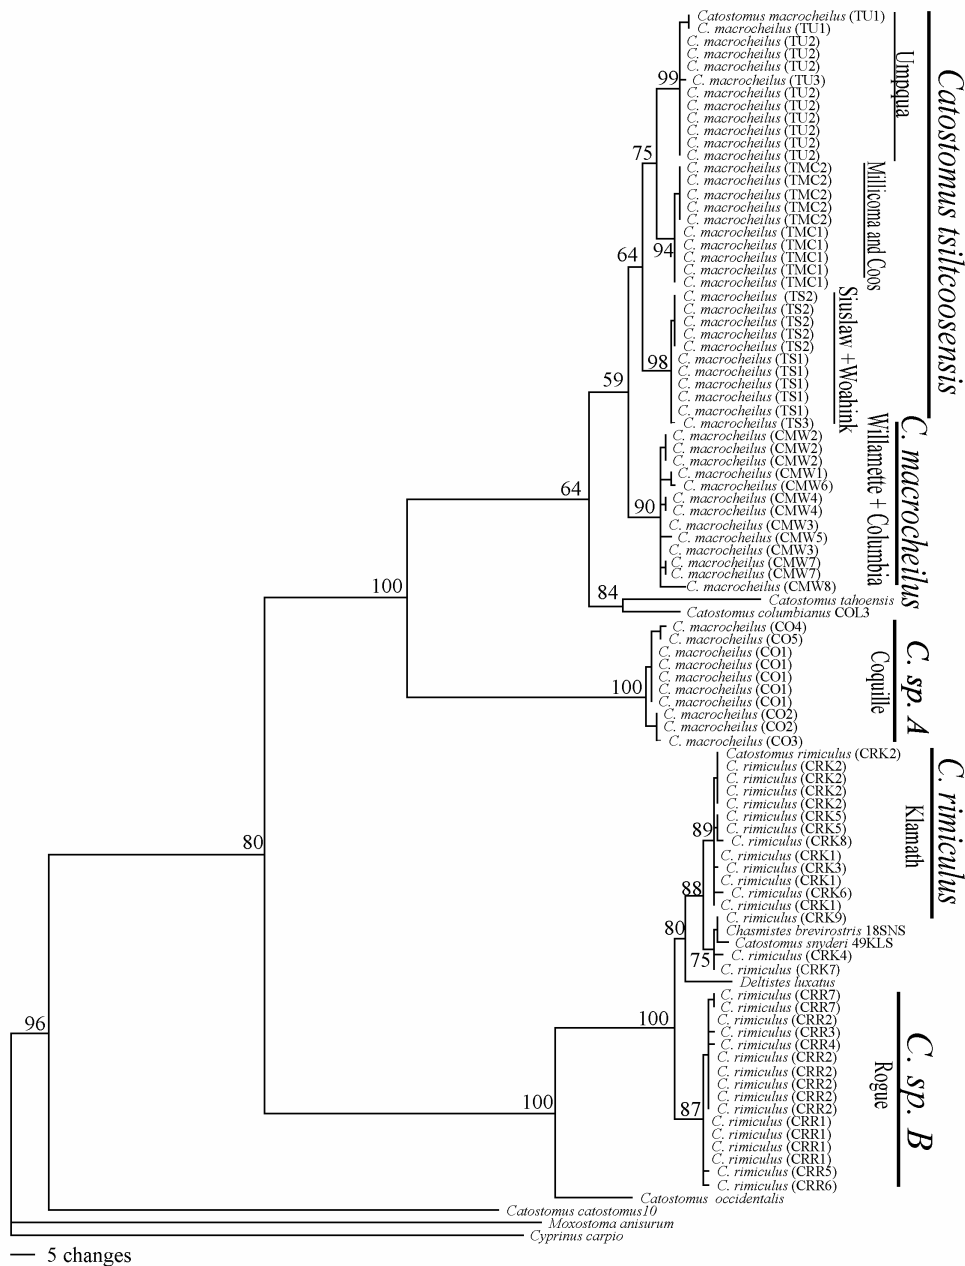 Catostomus macrocheilus (TU1)
C. macrocheilus (TU1)
C. macrocheilus (TU2)
C. macrocheilus (TU2)
C. macrocheilus (TU2)
C. macrocheilus (TU3)
C. macrocheilus (TU2)
C. macrocheilus (TU2)
C. macrocheilus (TU2)
C. macrocheilus (TU2)
C. macrocheilus (TU2)
C. macrocheilus (TU2)
C. macrocheilus (TMC2)
C. macrocheilus (TMC2)
C. macrocheilus (TMC2)
C. macrocheilus (TMC2)
C. macrocheilus (TMC2)
C. macrocheilus (TMC1)
C. macrocheilus (TMC1)
C. macrocheilus (TMC1)
C. macrocheilus (TMC1)
C. macrocheilus (TMC1)
C. macrocheilus (TS2)
C. macrocheilus (TS2)
C. macrocheilus (TS2)
C. macrocheilus (TS2)
C. macrocheilus (TS2)
C. macrocheilus (TS1)
C. macrocheilus (TS1)
C. macrocheilus (TS1)
C. macrocheilus (TS1)
C. macrocheilus (TS1)
C. macrocheilus (TS3)
C. macrocheilus (CMW2)
C. macrocheilus (CMW2)
C. macrocheilus (CMW2)
C. macrocheilus (CMW1)
C. macrocheilus (CMW6)
C. macrocheilus (CMW4)
C. macrocheilus (CMW4)
C. macrocheilus (CMW3)
C. macrocheilus (CMW5)
C. macrocheilus (CMW3)
C. macrocheilus (CMW7)
C. macrocheilus (CMW7)
C. macrocheilus (CMW8)
Catostomus tahoensis
Catostomus columbianus COL3
C. macrocheilus (CO4)
C. macrocheilus (CO5)
C. macrocheilus (CO1)
C. macrocheilus (CO1)
C. macrocheilus (CO1)
C. macrocheilus (CO1)
C. macrocheilus (CO1)
C. macrocheilus (CO2)
C. macrocheilus (CO2)
C. macrocheilus (CO3)
Catostomus rimiculus (CRK2)
C. rimiculus (CRK2)
C. rimiculus (CRK2)
C. rimiculus (CRK2)
C. rimiculus (CRK2)
C. rimiculus (CRK5)
C. rimiculus (CRK5)
C. rimiculus (CRK8)
C. rimiculus (CRK1)
C. rimiculus (CRK3)
C. rimiculus (CRK1)
C. rimiculus (CRK6)
C. rimiculus (CRK1)
C. rimiculus (CRK9)
Chasmistes brevirostris 18SNS
Catostomus snyderi 49KLS
C. rimiculus (CRK4)
C. rimiculus (CRK7)
Deltistes luxatus
C. rimiculus (CRR7)
C. rimiculus (CRR7)
C. rimiculus (CRR2)
C. rimiculus (CRR3)
C. rimiculus (CRR4)
C. rimiculus (CRR2)
C. rimiculus (CRR2)
C. rimiculus (CRR2)
C. rimiculus (CRR2)
C. rimiculus (CRR2)
C. rimiculus (CRR1)
C. rimiculus (CRR1)
C. rimiculus (CRR1)
C. rimiculus (CRR1)
C. rimiculus (CRR5)
C. rimiculus (CRR6)
Catostomus occidentalis
Catostomus catostomus10
Moxostoma anisurum
Cyprinus carpio
99
75
94
64
98
59
90
64
84
100
100
80
89
88
80
75
100
87
100
96
Umpqua
Millicoma and Coos
Siuslaw + Woahink
Catostomus tsiltcoosensis
Willamette + Columbia
C. macrocheilus
Coquille
C. sp. A
Klamath
C. rimiculus
Rogue
C. sp. B
5 changes